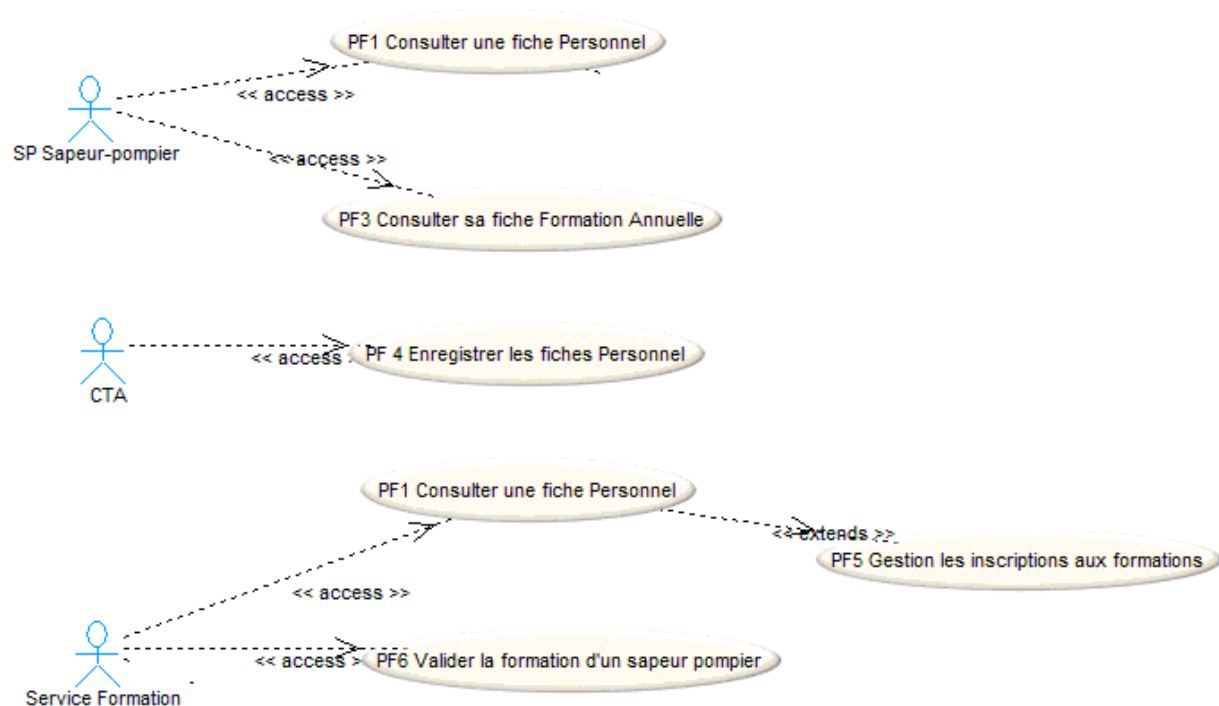 PF1 Consulter une fiche Personnel
<< access >>
SP Sapeur-pompier
<< access >>
PF3 Consulter sa fiche Formation Annuelle
<< access >
PF 4 Enregistrer les fiches Personnel
CTA
PF1 Consulter une fiche Personnel
<< extends >>
PF5 Gestion les inscriptions aux formations
<< access >>
<< access >
PF6 Valider la formation d'un sapeur pompier
Service Formation